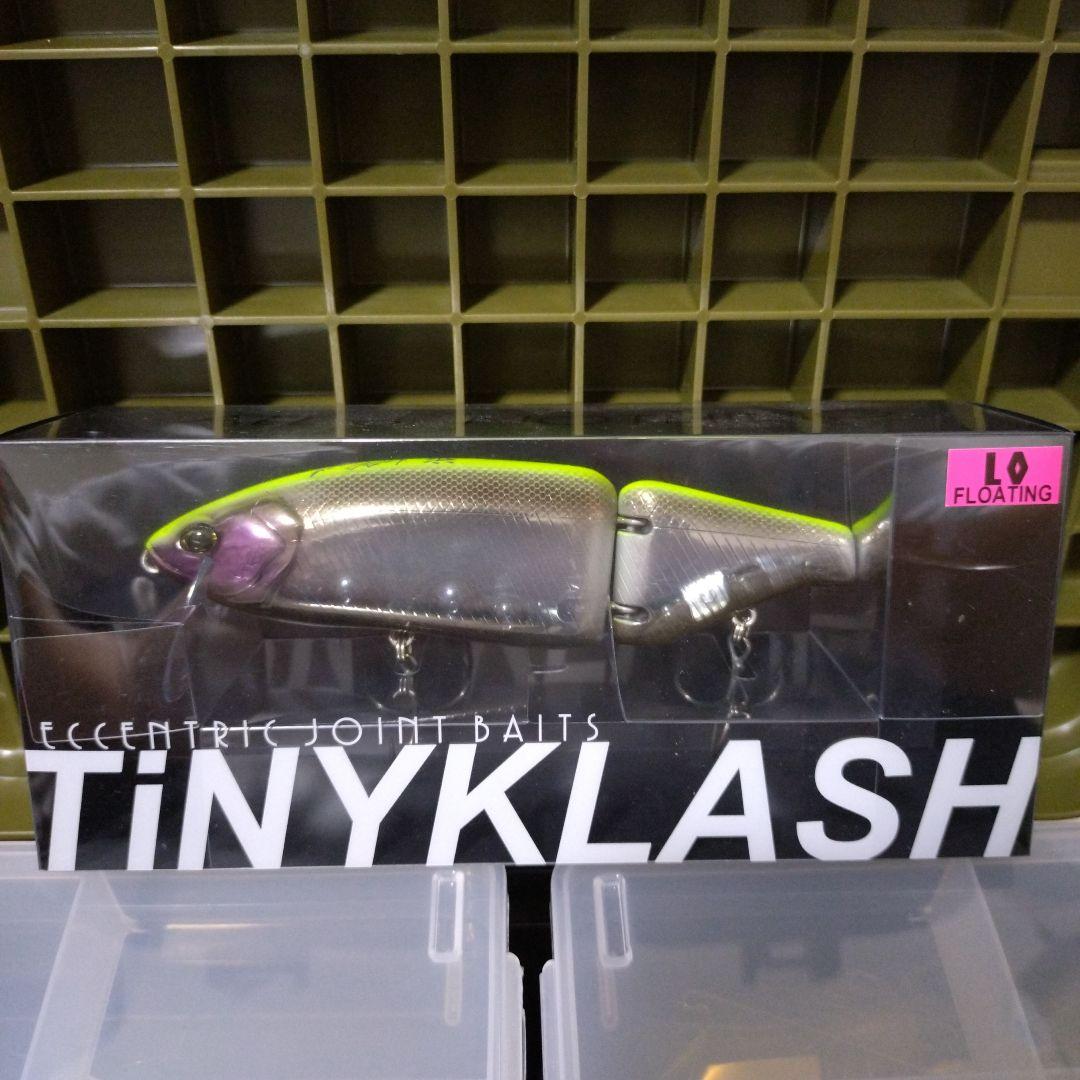 LO
FLOATING
ECCENTRIC JOINT BAITS
TiNYKLASH